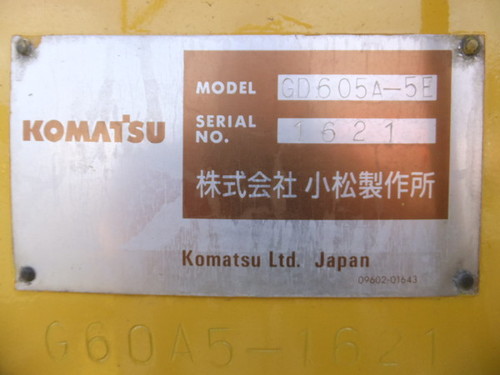 KOMATSU
MODEL GD605A-5E
SERIAL NO. 1621
株式会社 小松製作所
Komatsu Ltd. Japan
09602-01643
G60A5-1621